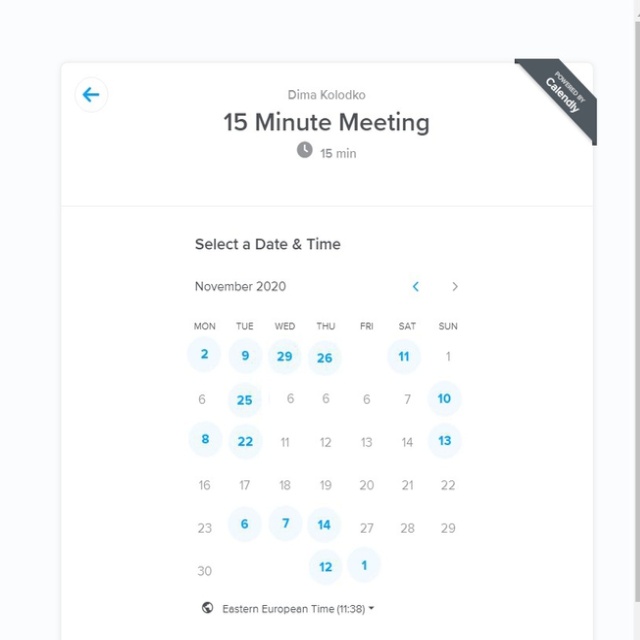 POWERED BY
Calendly
Dima Kolodko
15 Minute Meeting
15 min
Select a Date & Time
November 2020
MON TUE WED THU FRI SAT SUN
2 9 29 26 11 1
6 25 6 6 6 7 10
8 22 11 12 13 14 13
16 17 18 19 20 21 22
23 6 7 14 27 28 29
30 12 1
Eastern European Time (11:38)